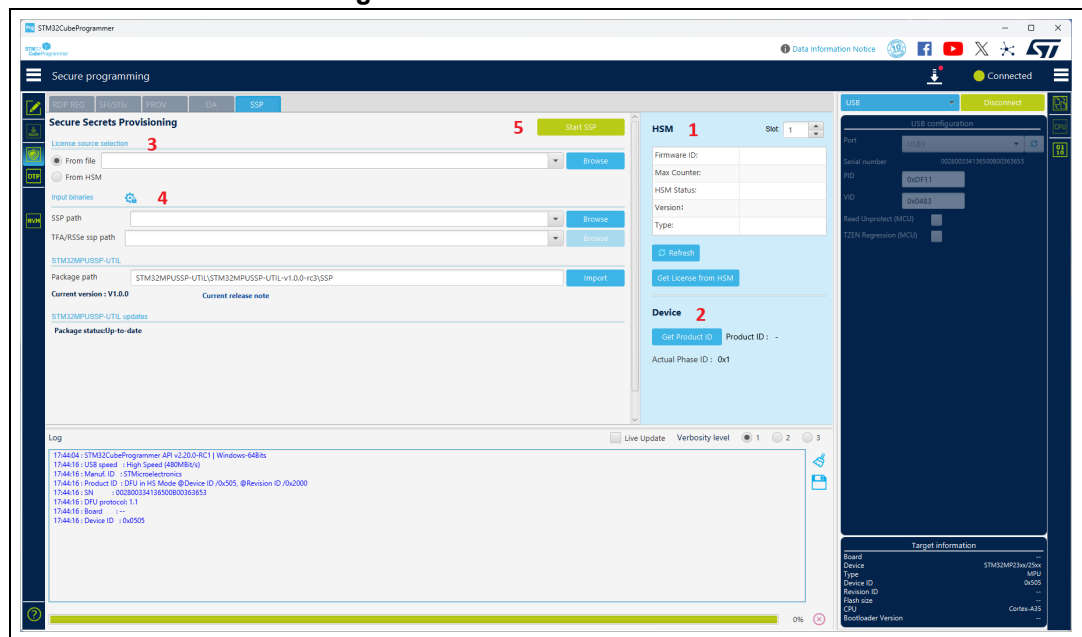 STM32CubeProgrammer
Data Information Notice
Secure programming
Connected
RDP REG SFI/SFIx PROV DA SSP
Secure Secrets Provisioning
5 Start SSP
License source selection
3
From file Browse
From HSM
Input binaries 4
SSP path Browse
TFA/RSSe ssp path Browse
STM32MPUSSP-UTIL
Package path STM32MPUSSP-UTIL\STM32MPUSSP-UTIL-v1.0.0-rc3\SSP Import
Current version : V1.0.0 Current release note
STM32MPUSSP-UTIL updates
Package status:Up-to-date
HSM 1 Slot: 1
Firmware ID:
Max Counter:
HSM Status:
Version:
Type:
Refresh
Get License from HSM
Device 2
Get Product ID Product ID : -
Actual Phase ID : 0x1
USB Disconnect
USB configuration
Port USB1
Serial number 002800334136500B00363653
PID 0xDF11
VID 0x0483
Read Unprotect (MCU)
TZEN Regression (MCU)
OTP
NVM
CPU
Log Live Update Verbosity level 1 2 3
17:44:04 : STM32CubeProgrammer API v2.20.0-RC1 | Windows-64Bits
17:44:16 : USB speed : High Speed (480MBit/s)
17:44:16 : Manuf. ID : STMicroelectronics
17:44:16 : Product ID : DFU in HS Mode @Device ID /0x505, @Revision ID /0x2000
17:44:16 : SN : 002800334136500B00363653
17:44:16 : DFU protocol: 1.1
17:44:16 : Board : --
17:44:16 : Device ID : 0x0505
0%
Target information
Board --
Device STM32MP23xx/25xx
Type MPU
Device ID 0x505
Revision ID --
Flash size --
CPU Cortex-A35
Bootloader Version --